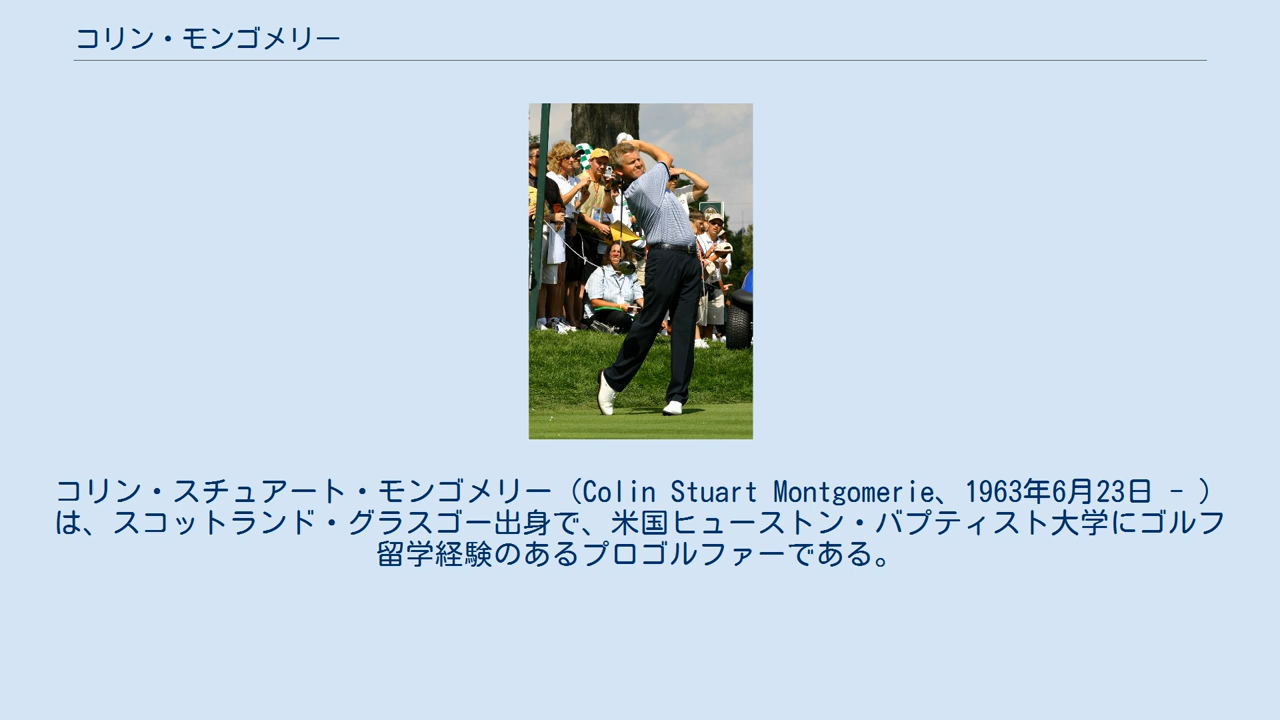 コリン・モンゴメリー
コリン・スチュアート・モンゴメリー（Colin Stuart Montgomerie、1963年6月23日 - ）
は、スコットランド・グラスゴー出身で、米国ヒューストン・バプティスト大学にゴルフ
留学経験のあるプロゴルファーである。